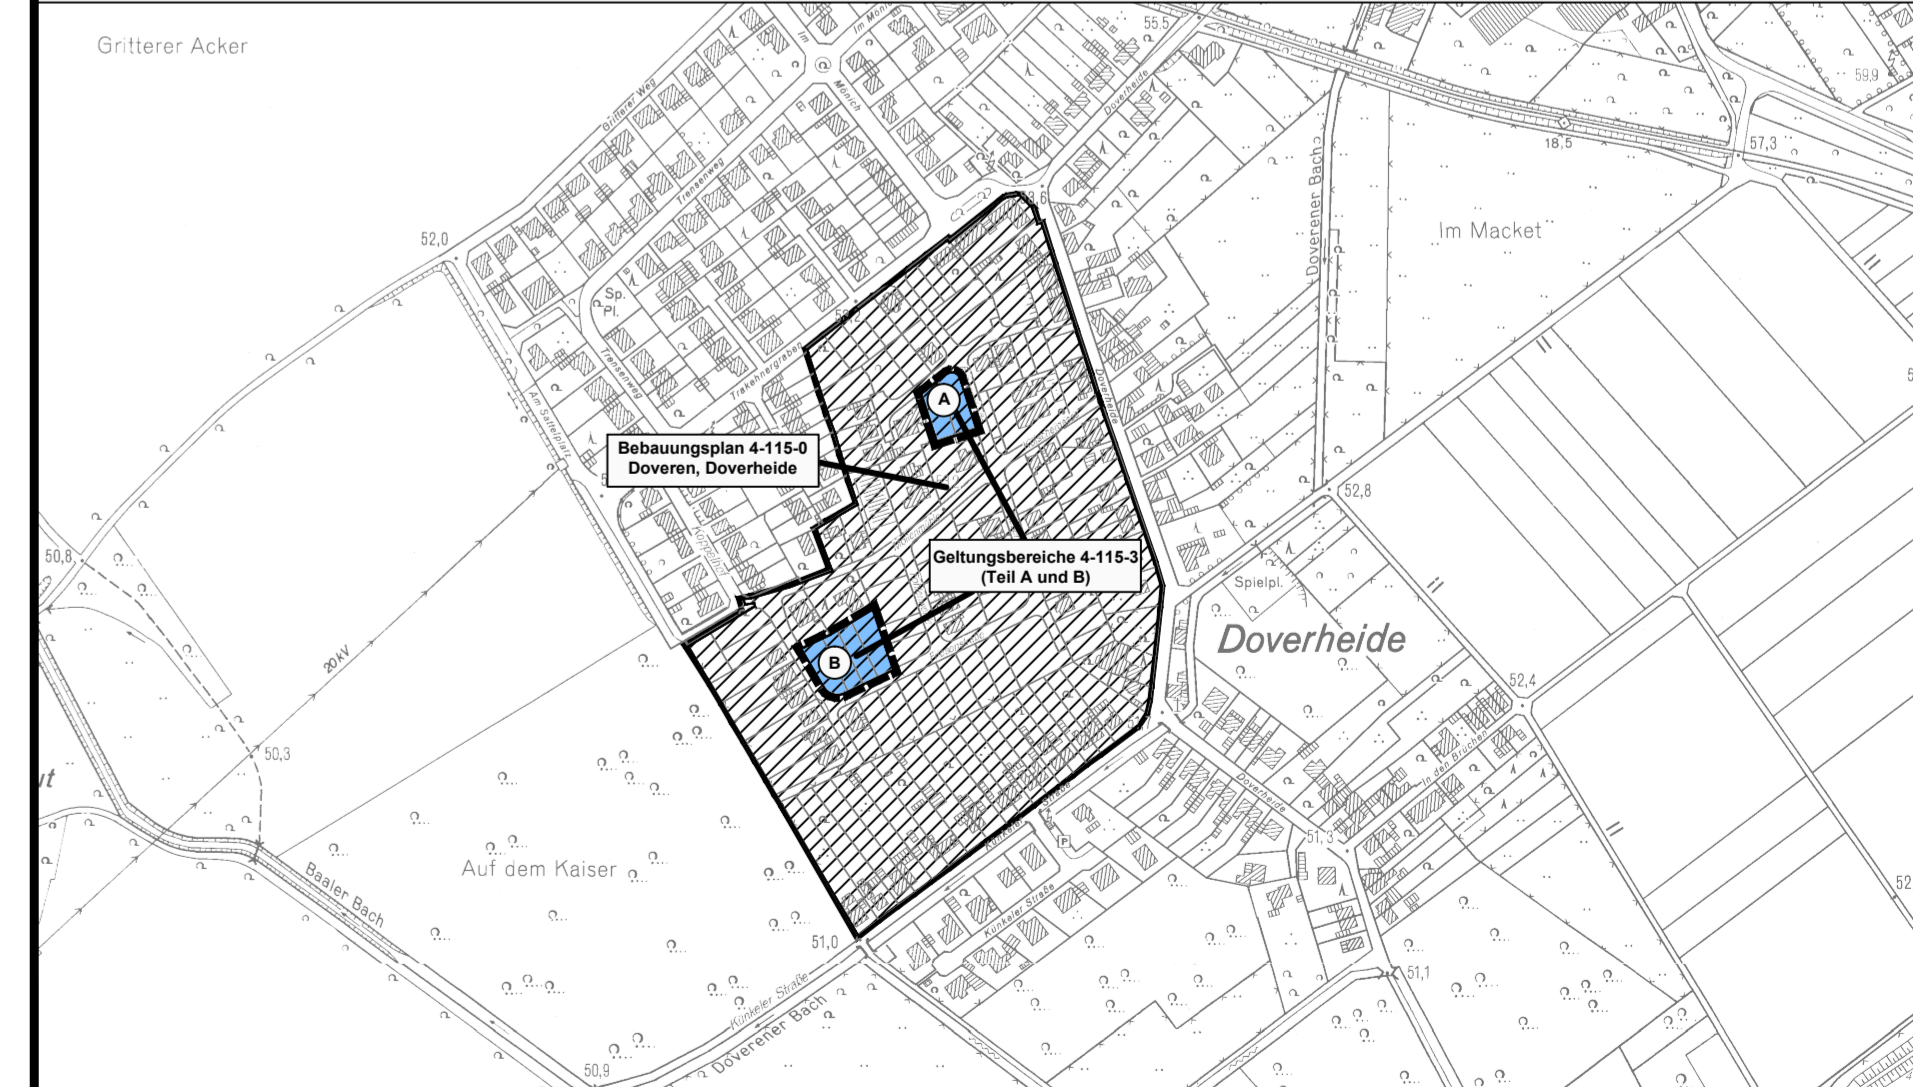 Gritterer Acker
Im Mönich
55,5
Im
Mönich
Gritterer Weg
Doverheide
59,9
18,5
57,3
Trensenweg
Doverener Bach
Im Macket
52,0
Sp.
Pl.
Trensenweg
Trakehnergraben
Am Sattelplatz
Doverheide
A
Bebauungsplan 4-115-0
Doveren, Doverheide
52,8
Koppelhof
50,8
Geltungsbereiche 4-115-3
(Teil A und B)
Spielpl.
Doverheide
20kV
B
52,4
50,3
In den Brüchen
Doverheide
Künkeler Straße
P
51,3
Auf dem Kaiser
Baaler Bach
Künkeler Straße
51,0
51,1
Künkeler Straße
Doverener Bach
50,9